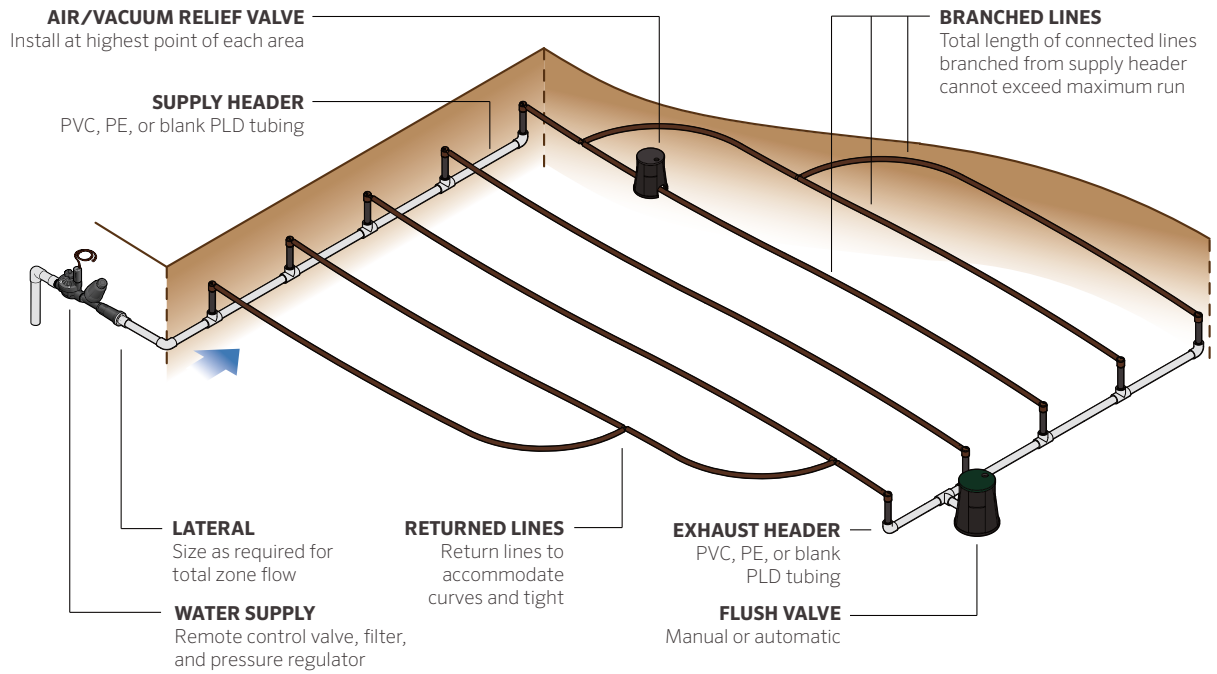 AIR/VACUUM RELIEF VALVE
Install at highest point of each area
BRANCHED LINES
Total length of connected lines
branched from supply header
cannot exceed maximum run
SUPPLY HEADER
PVC, PE, or blank PLD tubing
LATERAL
Size as required for
total zone flow
RETURNED LINES
Return lines to
accommodate
curves and tight
EXHAUST HEADER
PVC, PE, or blank
PLD tubing
WATER SUPPLY
Remote control valve, filter,
and pressure regulator
FLUSH VALVE
Manual or automatic